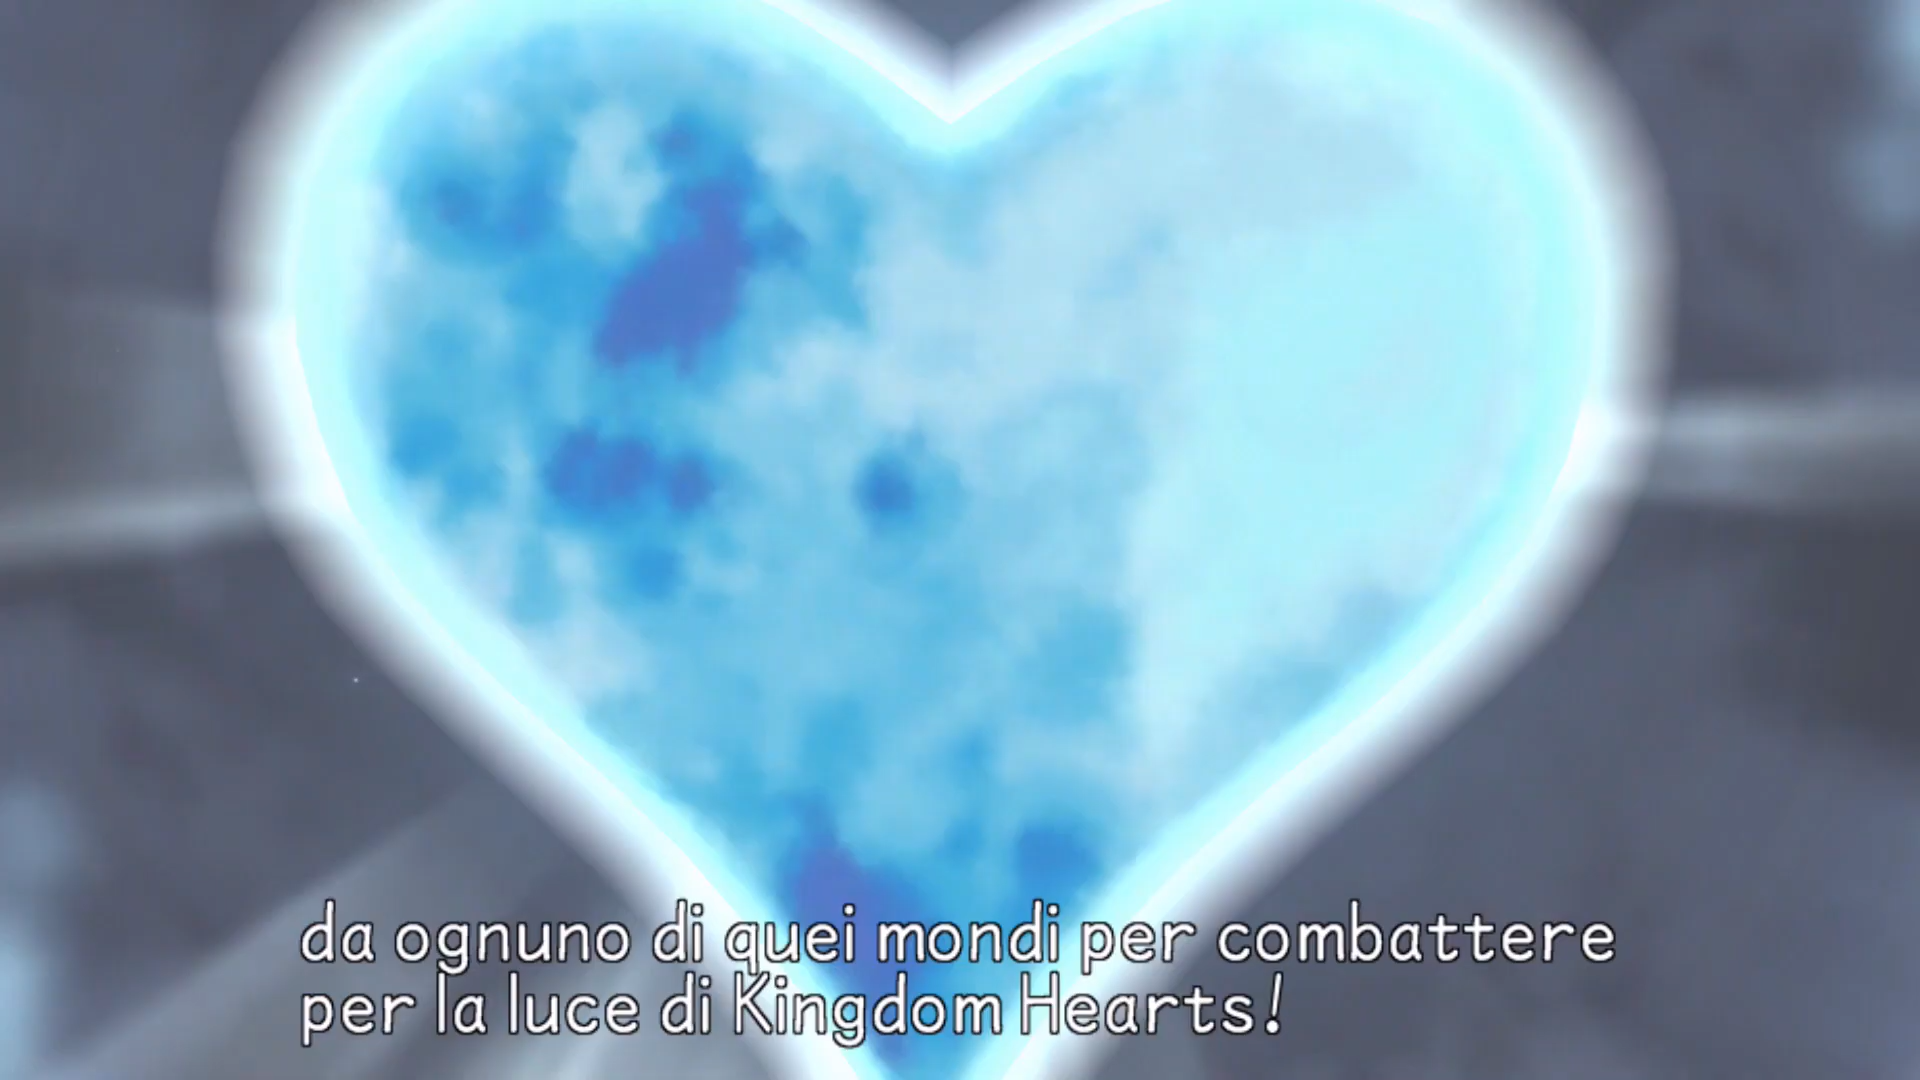 da ognuno di quei mondi per combattere
per la luce di Kingdom Hearts!